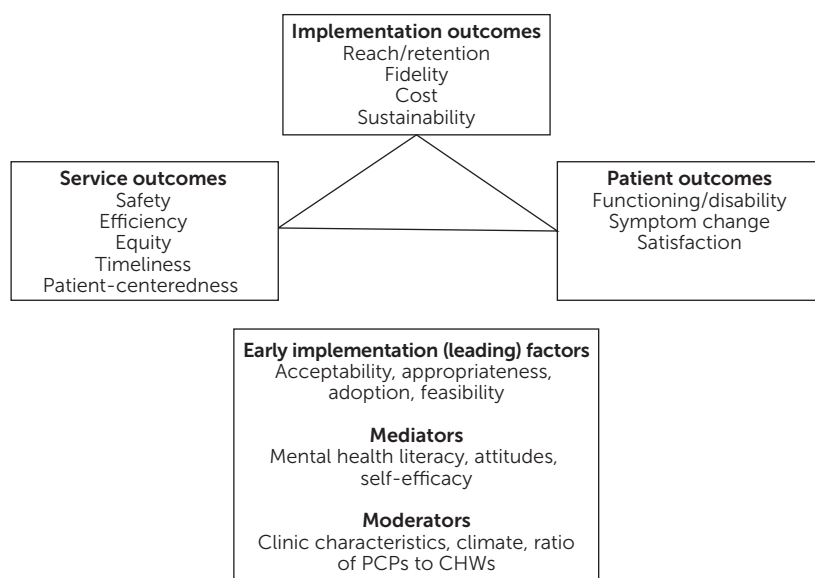 Implementation outcomes
Reach/retention
Fidelity
Cost
Sustainability
Service outcomes
Safety
Efficiency
Equity
Timeliness
Patient-centeredness
Patient outcomes
Functioning/disability
Symptom change
Satisfaction
Early implementation (leading) factors
Acceptability, appropriateness,
adoption, feasibility
Mediators
Mental health literacy, attitudes,
self-efficacy
Moderators
Clinic characteristics, climate, ratio
of PCPs to CHWs